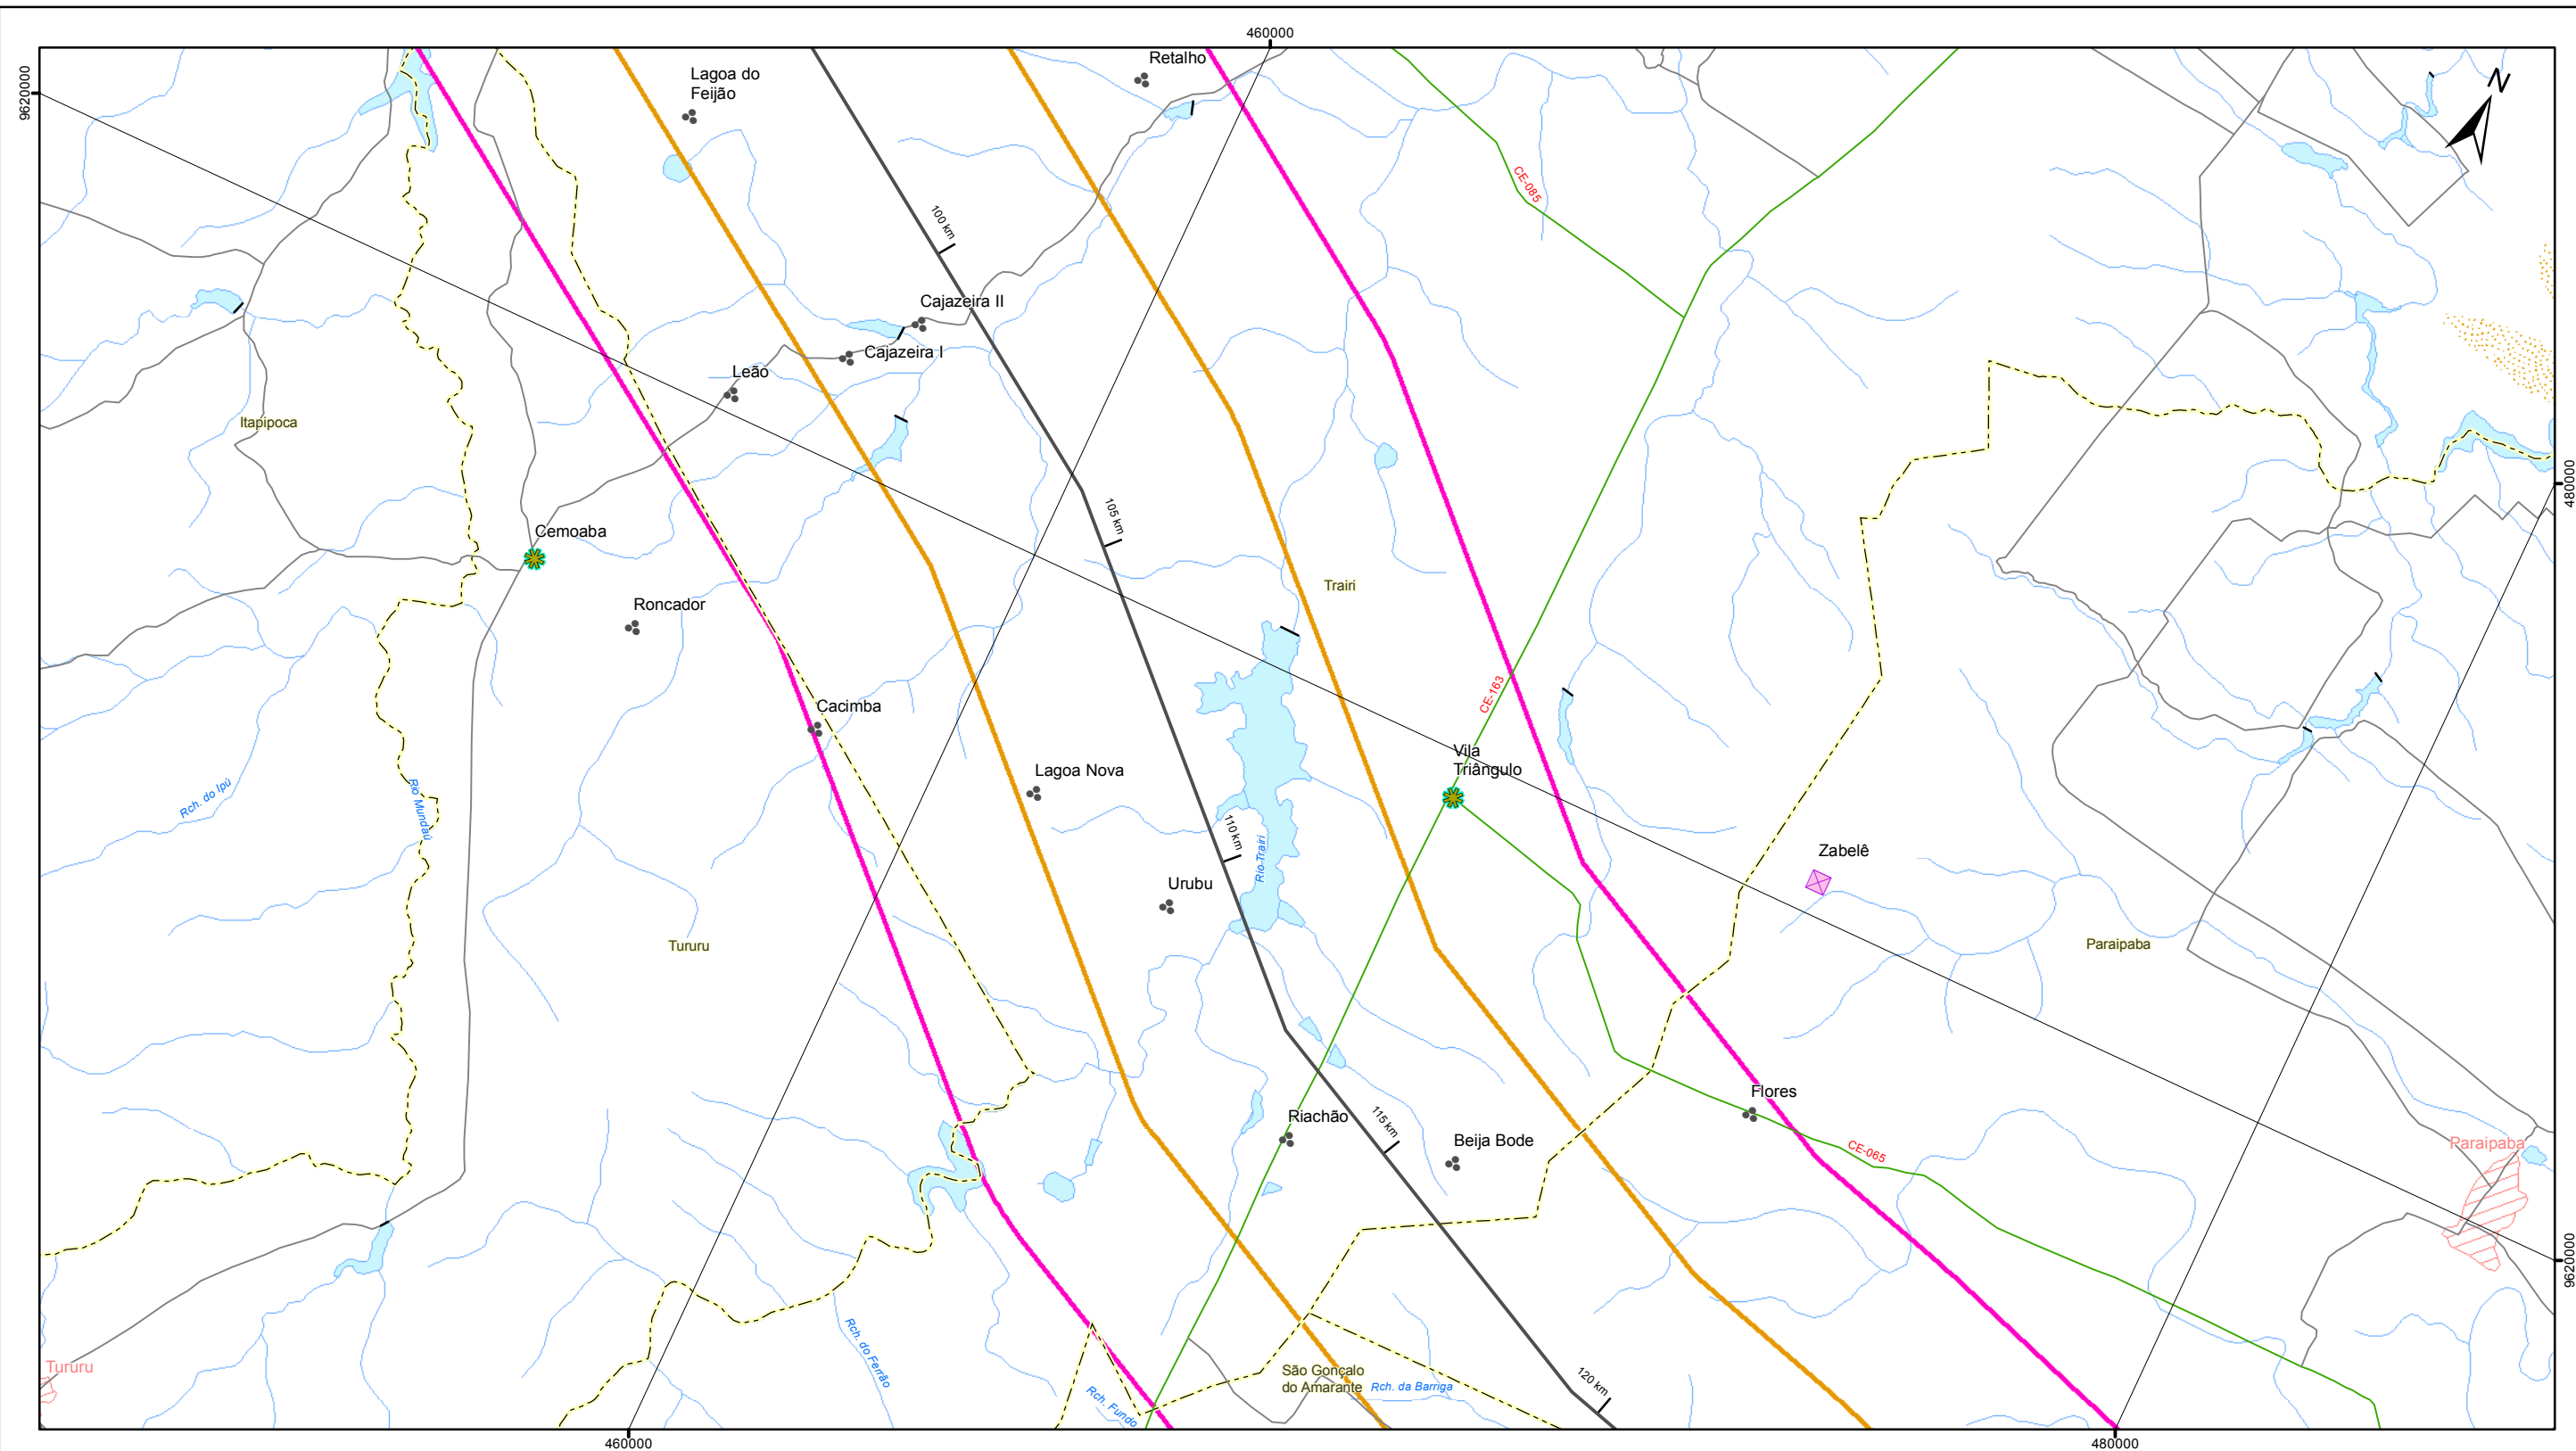 460000
9620000
N
Retalho
Lagoa do
Feijão
CE-085
100 km
Cajazeira II
Cajazeira I
Leão
Itapipoca
480000
105 km
Cemoaba
Trairi
Roncador
CE-163
Cacimba
Vila
Triângulo
Lagoa Nova
Rch. do Ipú
Rio Mundaú
110 km
Rio Trairi
Zabelê
Urubu
Tururu
Paraipaba
Flores
Riachão
115 km
Beija Bode
CE-065
Paraipaba
9620000
Tururu
Rch. do Ferrão
São Gonçalo
do Amarante
Rch. da Barriga
Rch. Fundo
120 km
460000
480000